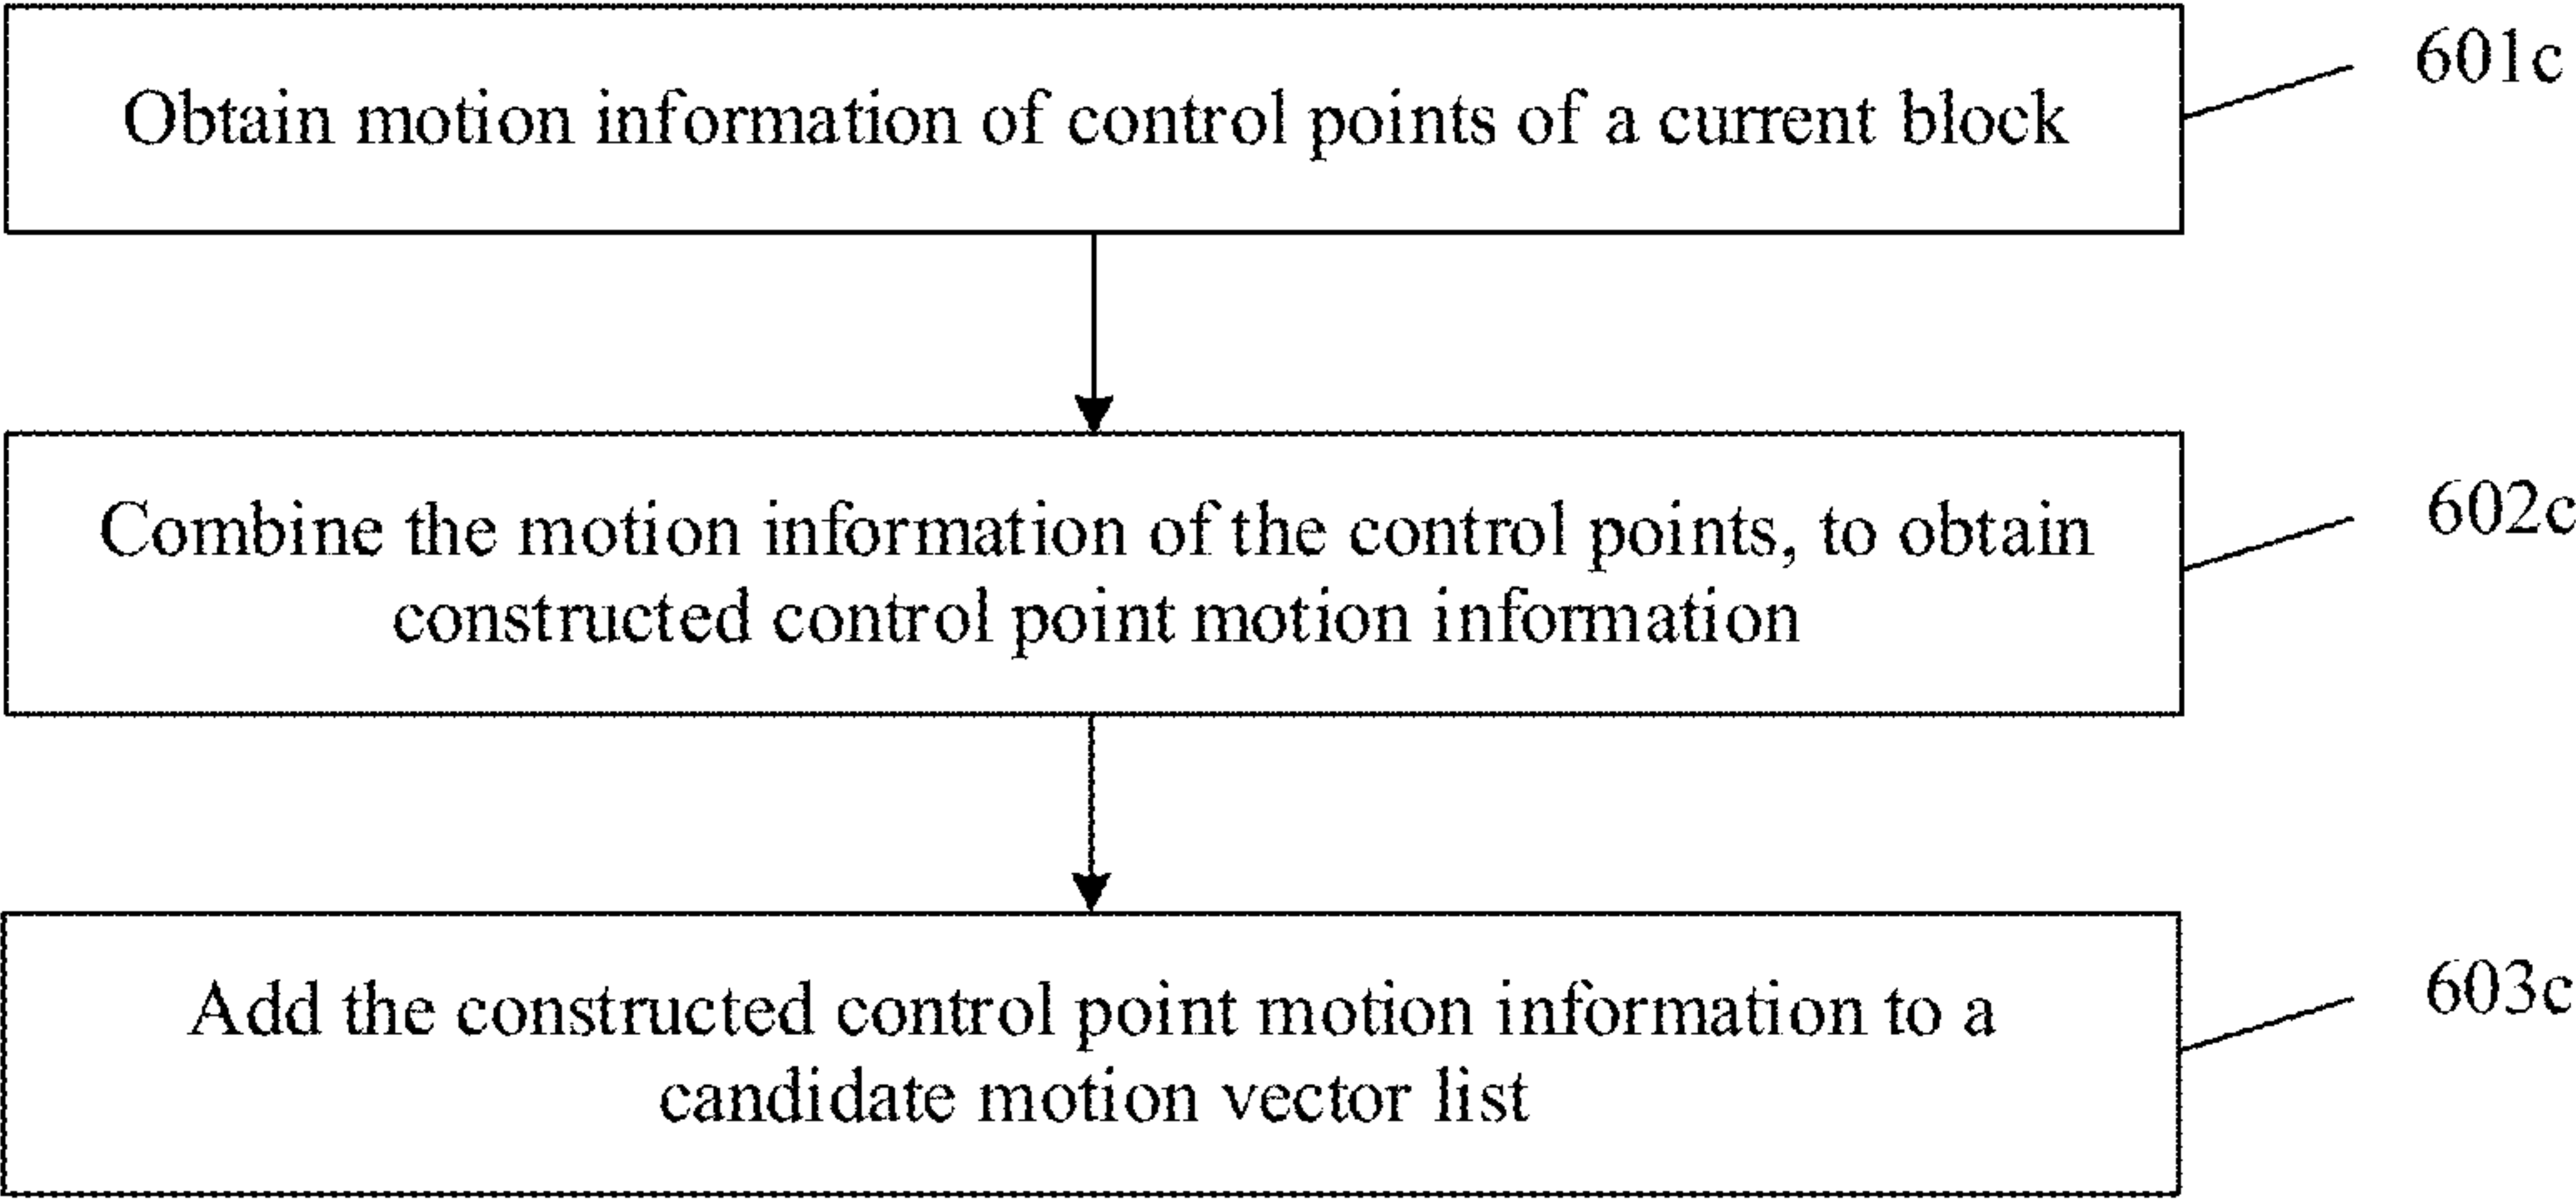 Obtain motion information of control points of a current block
601c
Combine the motion information of the control points, to obtain
constructed control point motion information
602c
Add the constructed control point motion information to a
candidate motion vector list
603c